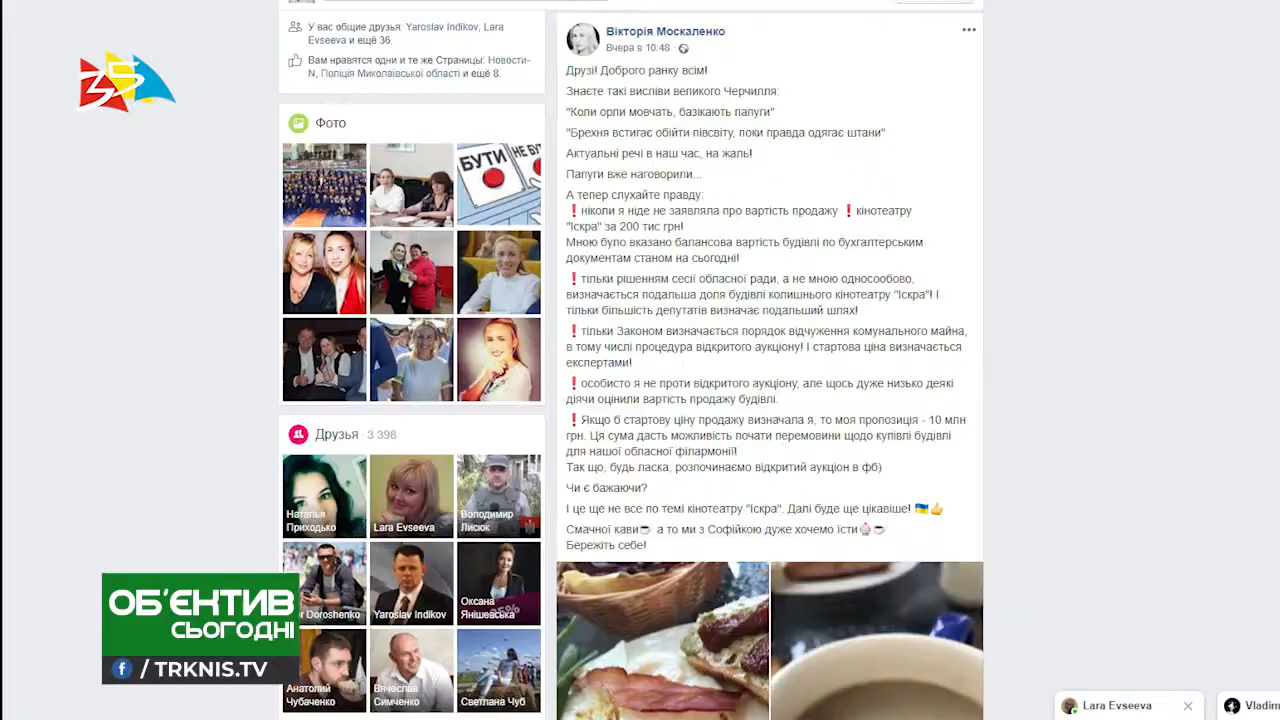 У вас общие друзья: Yaroslav Indikov, Lara
Evseeva и ещё 36.
Вам нравятся одни и те же Страницы: Новости-
N, Поліція Миколаївської області и ещё 8.
35
Фото
БУТИ
НЕ БУ
Друзья · 3 398
Наталья
Приходько
Lara Evseeva
Володимир
Лисюк
r Doroshenko
Yaroslav Indikov
Оксана
Янішевська
Анатолий
Чубаченко
Вячеслав
Симченко
Светлана Чуб
Вікторія Москаленко
Вчера в 10:48 ·
Друзі! Доброго ранку всім!
Знаєте такі висліви великого Черчилля:
"Коли орли мовчать, базікають папуги"
"Брехня встигає обійти півсвіту, поки правда одягає штани"
Актуальні речі в наш час, на жаль!
Папуги вже наговорили...
А тепер слухайте правду:
❗ніколи я ніде не заявляла про вартість продажу ❗кінотеатру
"Іскра" за 200 тис грн!
Мною було вказано балансова вартість будівлі по бухгалтерським
документам станом на сьогодні!
❗тільки рішенням сесії обласної ради, а не мною односообово,
визначається подальша доля будівлі колишнього кінотеатру "Іскра"! І
тільки більшість депутатів визначає подальший шлях!
❗тільки Законом визначається порядок відчуження комунального майна,
в тому числі процедура відкритого аукціону! І стартова ціна визначається
експертами!
❗особисто я не проти відкритого аукціону, але щось дуже низько деякі
діячи оцінили вартість продажу будівлі.
❗Якщо б стартову ціну продажу визначала я, то моя пропозиція - 10 млн
грн. Ця сума дасть можливість почати перемовини щодо купівлі будівлі
для нашої обласної філармонії!
Так що, будь ласка, розпочинаємо відкритий аукціон в фб)
Чи є бажаючи?
І це ще не все по темі кінотеатру "Іскра". Далі буде ще цікавіше! 🇺🇦👍
Смачної кави☕ а то ми з Софійкою дуже хочемо їсти🧁☕
Бережіть себе!
ОБ'ЄКТИВ
СЬОГОДНІ
f / TRKNIS.TV
Lara Evseeva
Vladim